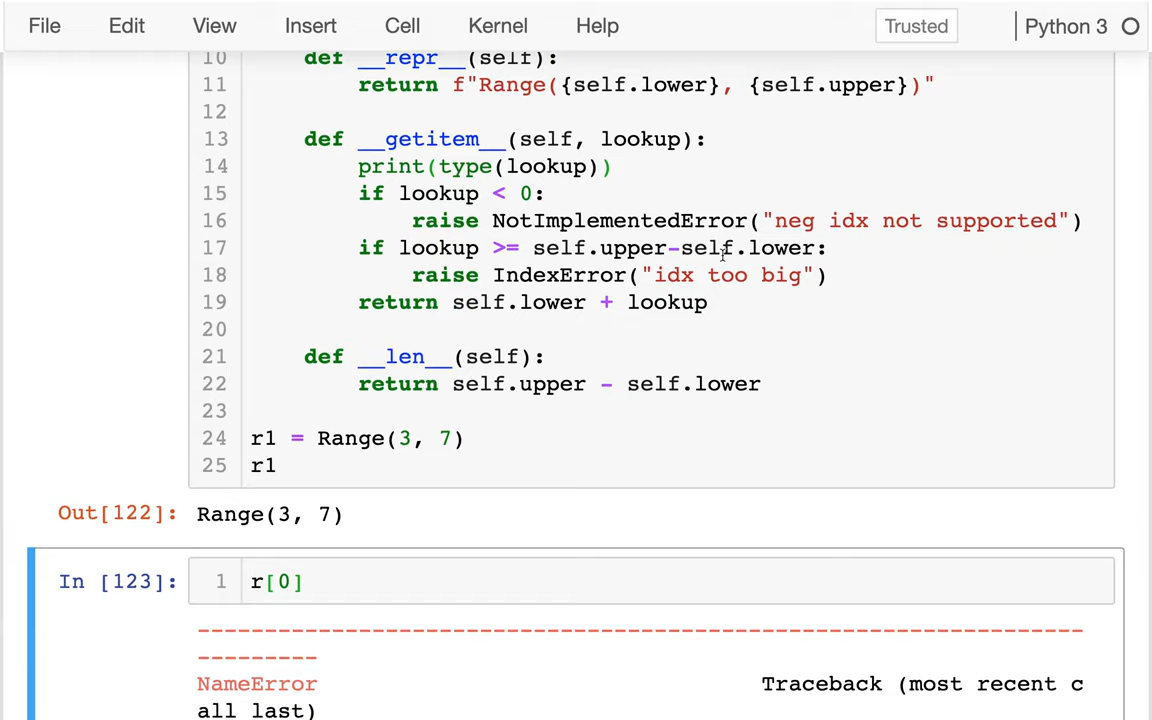 File Edit View Insert Cell Kernel Help Trusted Python 3
10 def __repr__(self):
11 return f"Range({self.lower}, {self.upper})"
12
13 def __getitem__(self, lookup):
14 print(type(lookup))
15 if lookup < 0:
16 raise NotImplementedError("neg idx not supported")
17 if lookup >= self.upper-self.lower:
18 raise IndexError("idx too big")
19 return self.lower + lookup
20
21 def __len__(self):
22 return self.upper - self.lower
23
24 r1 = Range(3, 7)
25 r1
Out[122]: Range(3, 7)
In [123]: 1 r[0]
---------------------------------------------------------------------------
NameError Traceback (most recent c
all last)